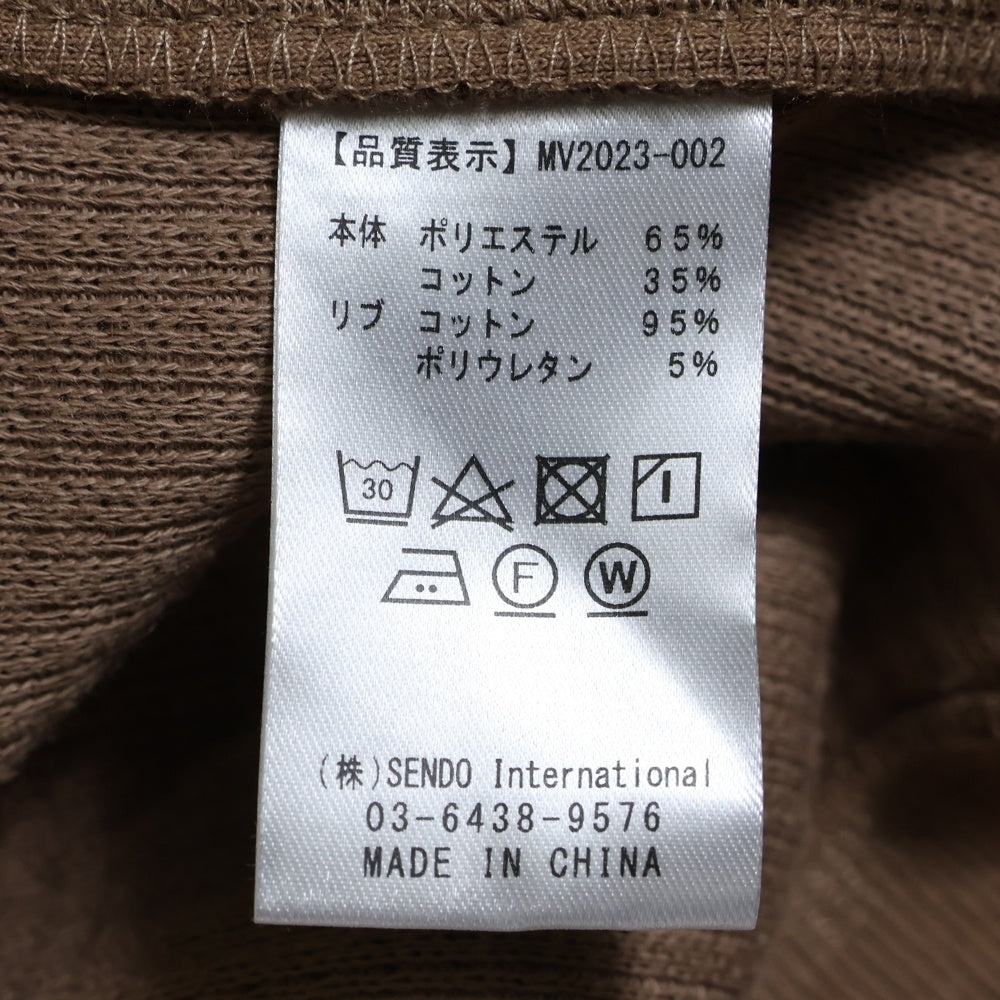 【品質表示】MV2023-002
本体 ポリエステル 65%
コットン 35%
リブ コットン 95%
ポリウレタン 5%
30
F W
(株)SENDO International
03-6438-9576
MADE IN CHINA